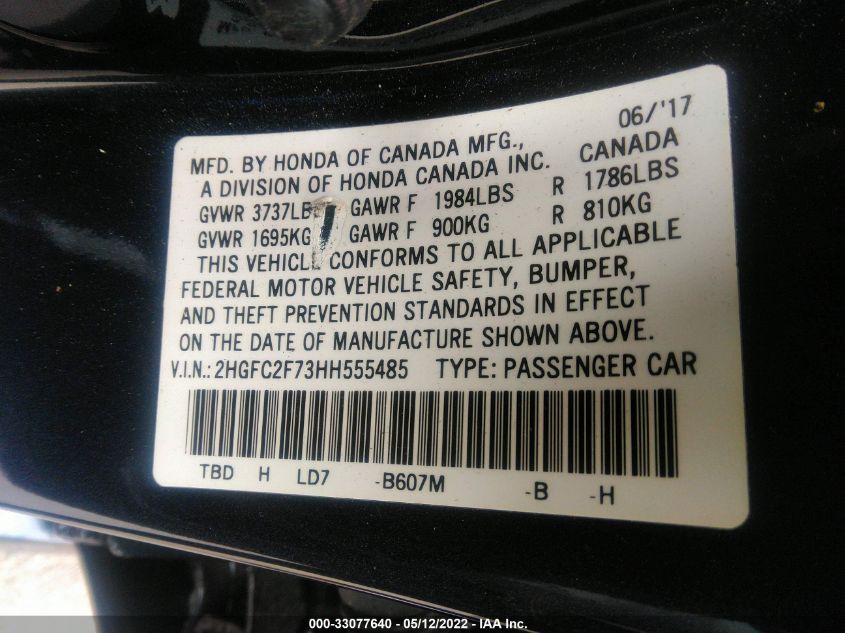 06/'17
MFD. BY HONDA OF CANADA MFG., CANADA
A DIVISION OF HONDA CANADA INC.
GVWR 3737LB GAWR F 1984LBS R 1786LBS
GVWR 1695KG GAWR F 900KG R 810KG
THIS VEHICLE CONFORMS TO ALL APPLICABLE
FEDERAL MOTOR VEHICLE SAFETY, BUMPER,
AND THEFT PREVENTION STANDARDS IN EFFECT
ON THE DATE OF MANUFACTURE SHOWN ABOVE.
V.I.N.: 2HGFC2F73HH555485 TYPE: PASSENGER CAR
TBD H LD7 -B607M -B -H
000-33077640 - 05/12/2022 - IAA Inc.